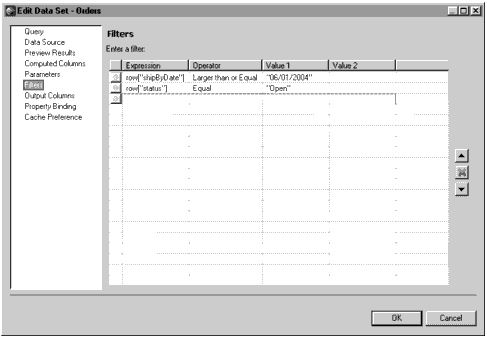 Edit Data Set - Orders
Query
Data Source
Preview Results
Computed Columns
Parameters
Filters
Output Columns
Property Binding
Cache Preference
Filters
Enter a filter:
Expression Operator Value 1 Value 2
row["shipByDate"] Larger than or Equal "06/01/2004"
row["status"] Equal "Open"
OK Cancel